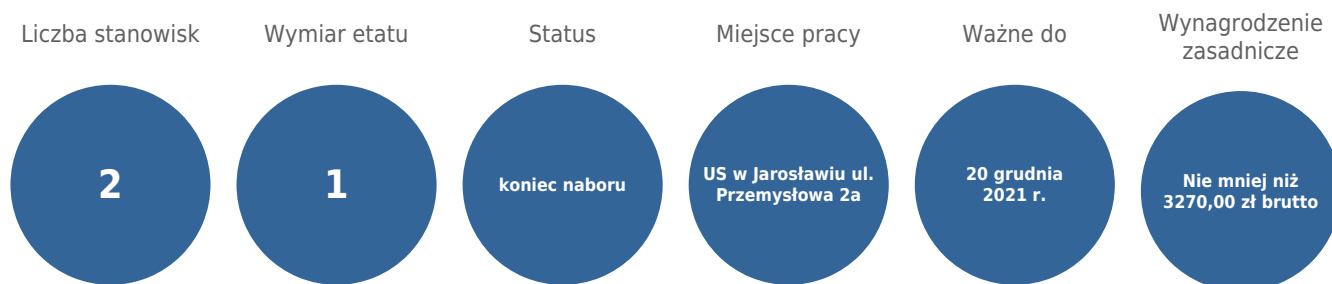 Liczba stanowisk
2
Wymiar etatu
1
Status
koniec naboru
Miejsce pracy
US w Jarosławiu ul.
Przemysłowa 2a
Ważne do
20 grudnia
2021 r.
Wynagrodzenie
zasadnicze
Nie mniej niż
3270,00 zł brutto